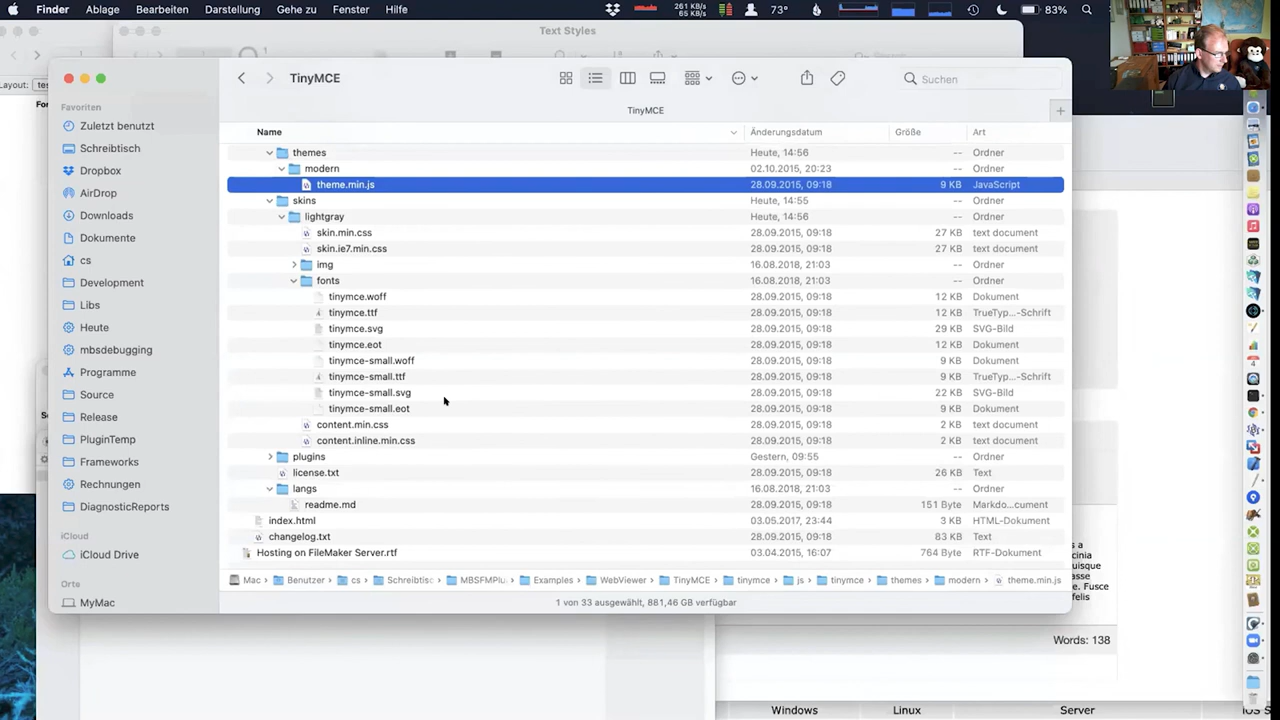 Finder Ablage Bearbeiten Darstellung Gehe zu Fenster Hilfe 261 KB 65 KB 73° 83%
Text Styles
TinyMCE Suchen
Layout:
Favoriten
TinyMCE
Zuletzt benutzt
Schreibtisch
Dropbox
AirDrop
Downloads
Dokumente
cs
Development
Libs
Heute
mbsdebugging
Programme
Source
Release
PluginTemp
Frameworks
Rechnungen
DiagnosticReports
iCloud
iCloud Drive
Orte
MyMac
Name Änderungsdatum Größe Art
themes Heute, 14:56 -- Ordner
modern 02.10.2015, 20:23 -- Ordner
theme.min.js 28.09.2015, 09:18 9 KB JavaScript
skins Heute, 14:55 -- Ordner
lightgray Heute, 14:56 -- Ordner
skin.min.css 28.09.2015, 09:18 27 KB text document
skin.ie7.min.css 28.09.2015, 09:18 27 KB text document
img 16.08.2018, 21:03 -- Ordner
fonts 16.08.2018, 21:03 -- Ordner
tinymce.woff 28.09.2015, 09:18 12 KB Dokument
tinymce.ttf 28.09.2015, 09:18 12 KB TrueTyp...-Schrift
tinymce.svg 28.09.2015, 09:18 29 KB SVG-Bild
tinymce.eot 28.09.2015, 09:18 12 KB Dokument
tinymce-small.woff 28.09.2015, 09:18 9 KB Dokument
tinymce-small.ttf 28.09.2015, 09:18 9 KB TrueTyp...-Schrift
tinymce-small.svg 28.09.2015, 09:18 22 KB SVG-Bild
tinymce-small.eot 28.09.2015, 09:18 9 KB Dokument
content.min.css 28.09.2015, 09:18 2 KB text document
content.inline.min.css 28.09.2015, 09:18 2 KB text document
plugins Gestern, 09:55 -- Ordner
license.txt 28.09.2015, 09:18 26 KB Text
langs 16.08.2018, 21:03 -- Ordner
readme.md 28.09.2015, 09:18 151 Byte Markdo...cument
index.html 03.05.2017, 23:44 3 KB HTML-Dokument
changelog.txt 28.09.2015, 09:18 83 KB Text
Hosting on FileMaker Server.rtf 03.04.2015, 16:07 764 Byte RTF-Dokument
Mac Benutzer cs Schreibtisc MBSFMPlu Examples WebViewer TinyMCE tinymce js tinymce themes modern theme.min.js
1 von 33 ausgewählt, 881,46 GB verfügbar
s a
cinia
uisque
asse
. Fusce
felis
Words: 138
Windows Linux Server